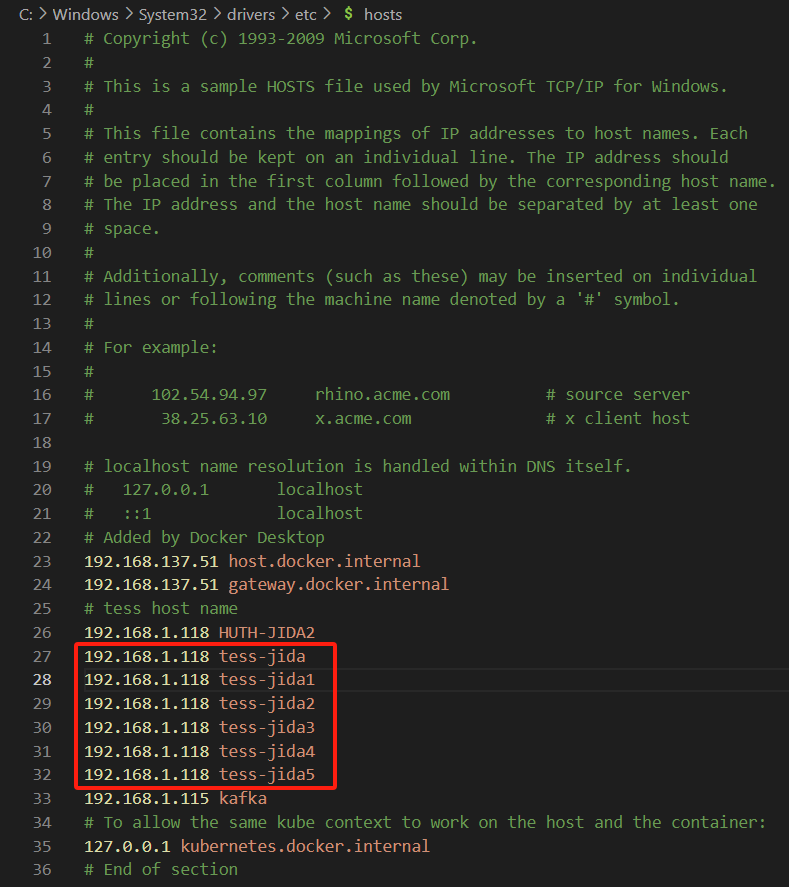 C: > Windows > System32 > drivers > etc > $ hosts
1 # Copyright (c) 1993-2009 Microsoft Corp.
2 #
3 # This is a sample HOSTS file used by Microsoft TCP/IP for Windows.
4 #
5 # This file contains the mappings of IP addresses to host names. Each
6 # entry should be kept on an individual line. The IP address should
7 # be placed in the first column followed by the corresponding host name.
8 # The IP address and the host name should be separated by at least one
9 # space.
10 #
11 # Additionally, comments (such as these) may be inserted on individual
12 # lines or following the machine name denoted by a '#' symbol.
13 #
14 # For example:
15 #
16 #      102.54.94.97     rhino.acme.com          # source server
17 #       38.25.63.10     x.acme.com              # x client host
18
19 # localhost name resolution is handled within DNS itself.
20 #   127.0.0.1       localhost
21 #   ::1             localhost
22 # Added by Docker Desktop
23 192.168.137.51 host.docker.internal
24 192.168.137.51 gateway.docker.internal
25 # tess host name
26 192.168.1.118 HUTH-JIDA2
27 192.168.1.118 tess-jida
28 192.168.1.118 tess-jida1
29 192.168.1.118 tess-jida2
30 192.168.1.118 tess-jida3
31 192.168.1.118 tess-jida4
32 192.168.1.118 tess-jida5
33 192.168.1.115 kafka
34 # To allow the same kube context to work on the host and the container:
35 127.0.0.1 kubernetes.docker.internal
36 # End of section